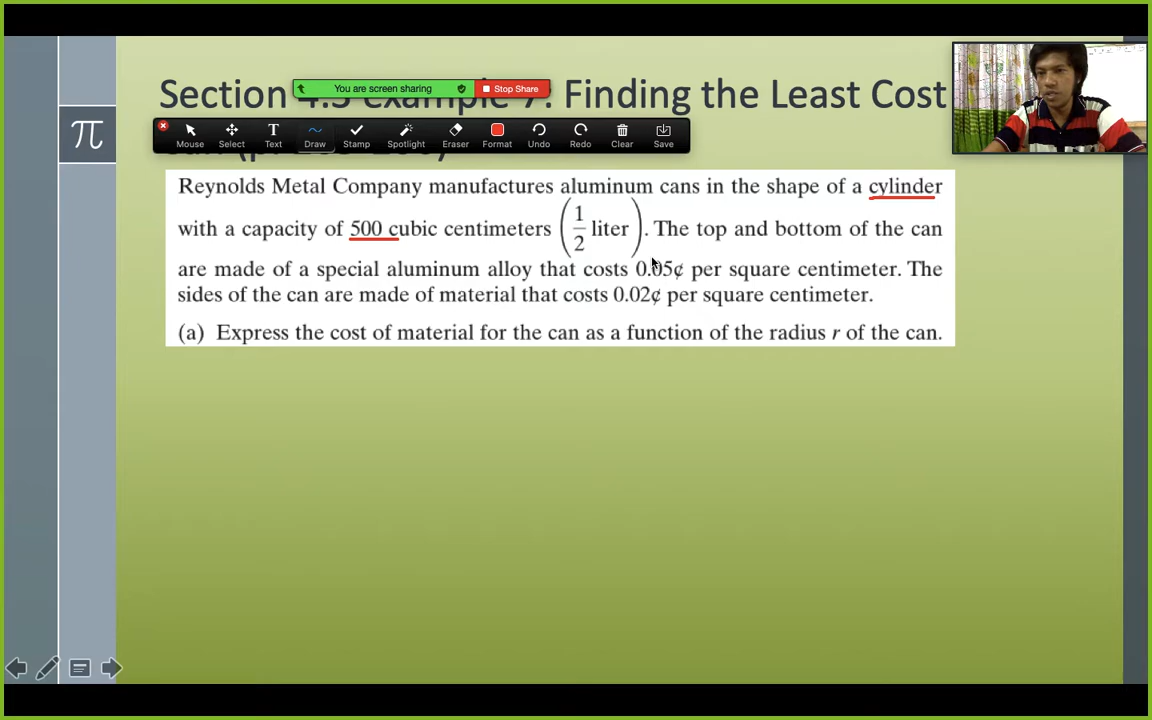 Section 4.5 example 7: Finding the Least Cost
You are screen sharing
Stop Share
Mouse Select Text Draw Stamp Spotlight Eraser Format Undo Redo Clear Save
π
Reynolds Metal Company manufactures aluminum cans in the shape of a cylinder
with a capacity of 500 cubic centimeters (1/2 liter). The top and bottom of the can
are made of a special aluminum alloy that costs 0.05¢ per square centimeter. The
sides of the can are made of material that costs 0.02¢ per square centimeter.
(a) Express the cost of material for the can as a function of the radius r of the can.